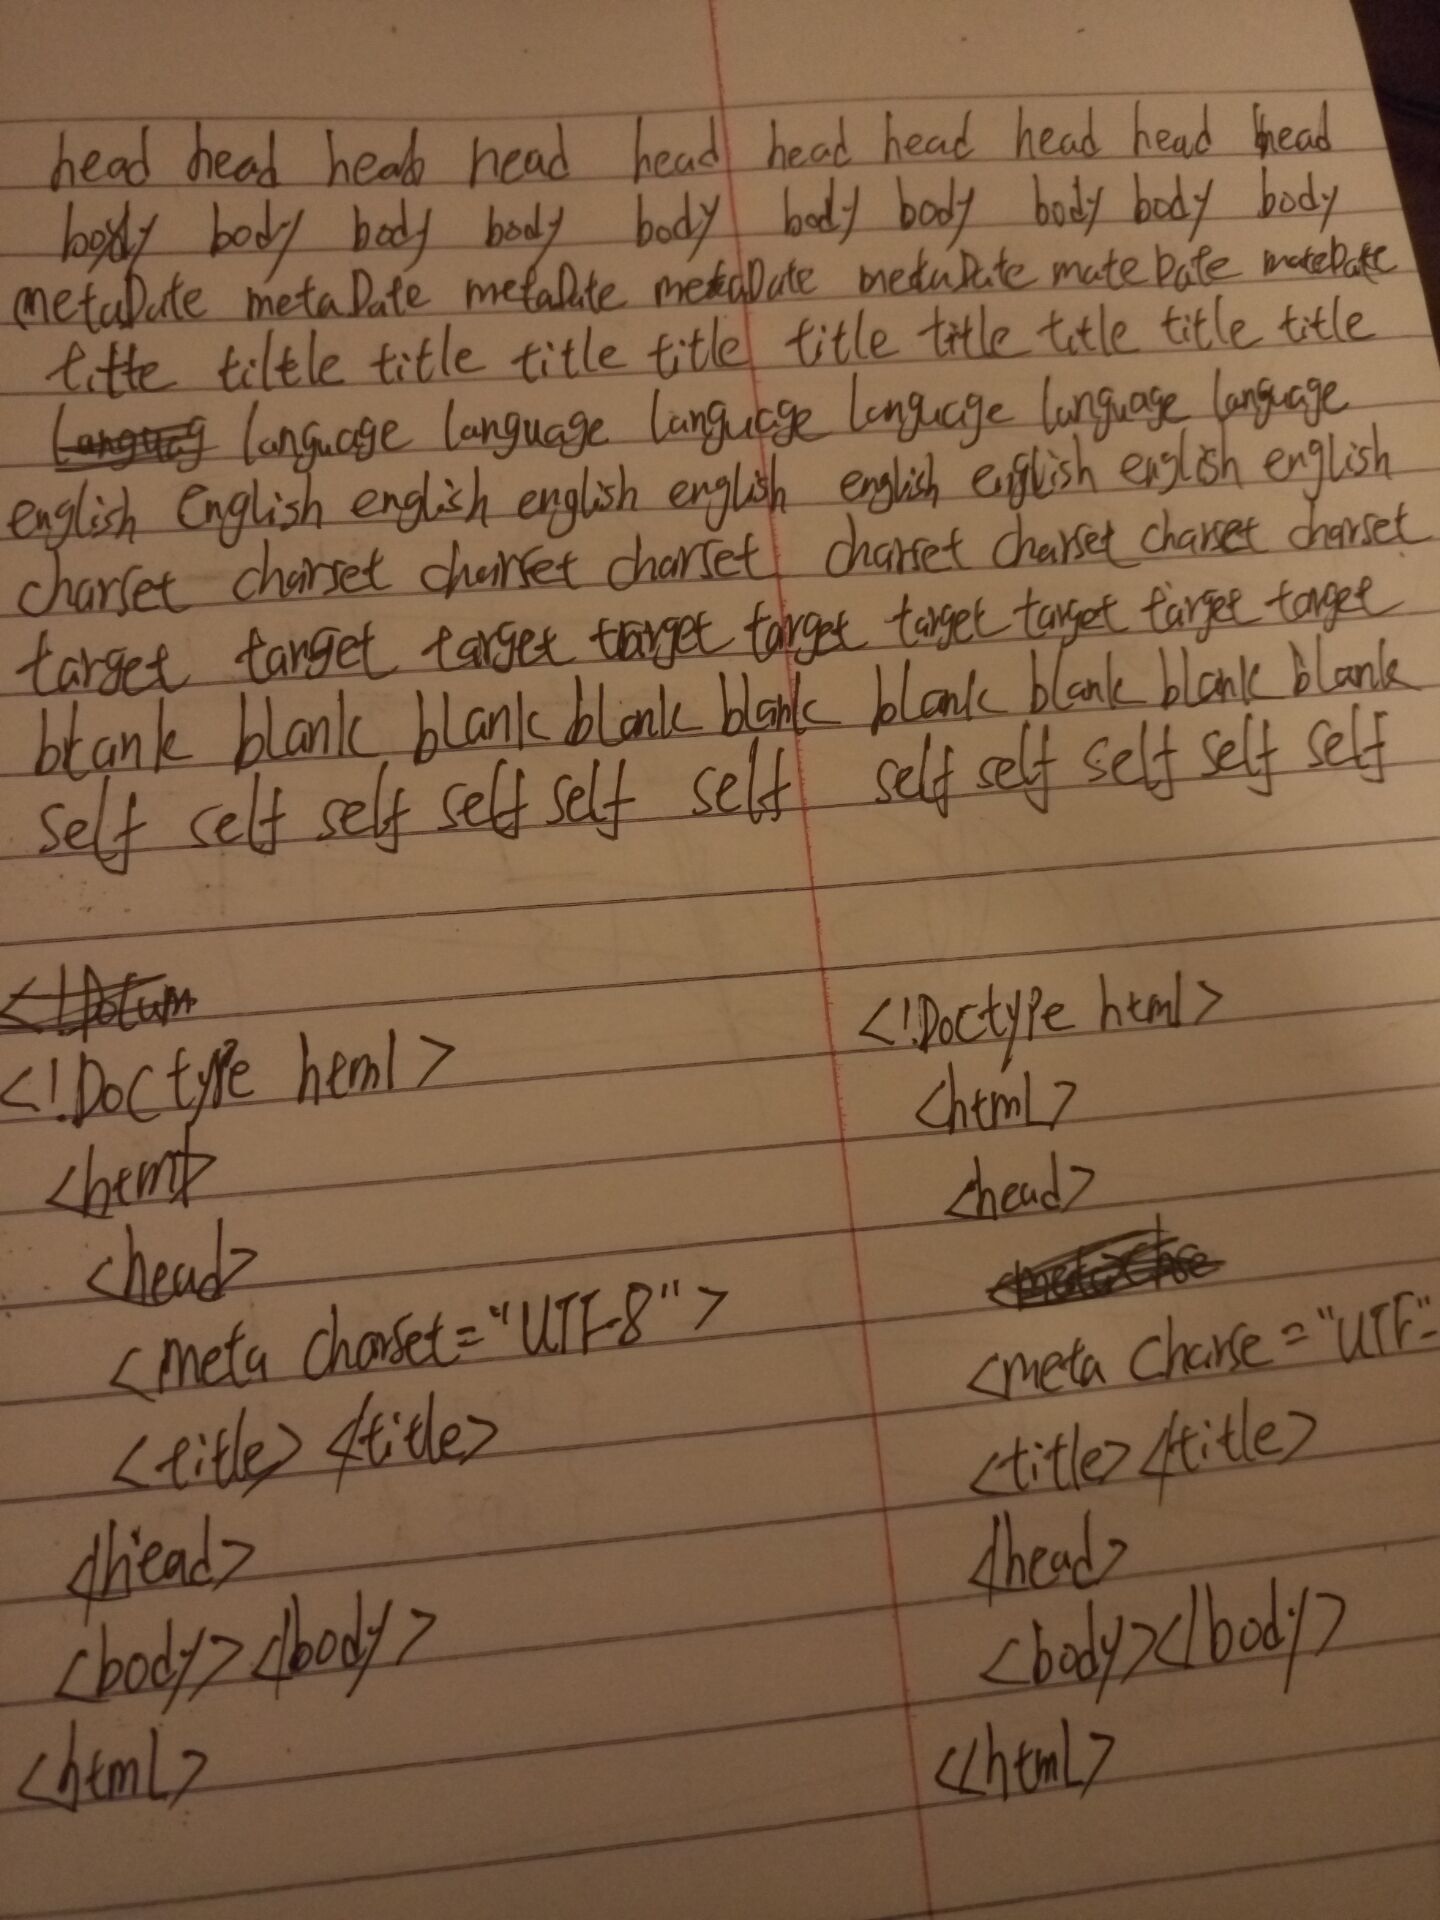 head head head head head head head head head head
body body body body body body body body body body
metaDate metaDate metaDate metaDate metaDate mateDate mateDate
title tiltle title title title title title title title title
language language language language language language
english English english english english english english english english
charset charset charset charset charset charset charset charset
target target target target target target target target target
blank blank blank blank blank blank blank blank blank
self self self self self self self self self self self
<!Doctype html>
<html>
<head>
<meta charset="UTF-8">
<title></title>
</head>
<body></body>
<html>
<!Doctype html>
<html>
<head>
<meta charse="UTF-
<title></title>
</head>
<body></body>
</html>